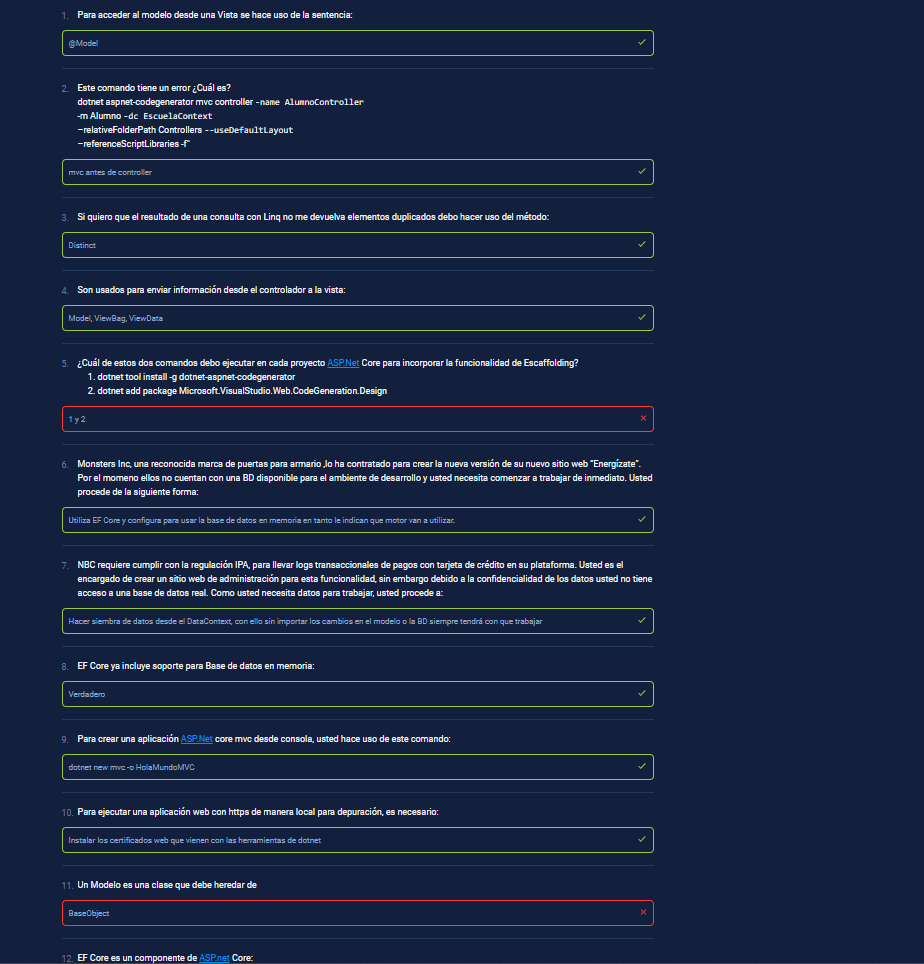 1. Para acceder al modelo desde una Vista se hace uso de la sentencia:
@Model
2. Este comando tiene un error ¿Cuál es?
dotnet aspnet-codegenerator mvc controller -name AlumnoController
-m Alumno -dc EscuelaContext
–relativeFolderPath Controllers --useDefaultLayout
–referenceScriptLibraries -f"
mvc antes de controller
3. Si quiero que el resultado de una consulta con Linq no me devuelva elementos duplicados debo hacer uso del método:
Distinct
4. Son usados para enviar información desde el controlador a la vista:
Model, ViewBag, ViewData
5. ¿Cuál de estos dos comandos debo ejecutar en cada proyecto ASP.Net Core para incorporar la funcionalidad de Escaffolding?
1. dotnet tool install -g dotnet-aspnet-codegenerator
2. dotnet add package Microsoft.VisualStudio.Web.CodeGeneration.Design
1 y 2
6. Monsters Inc, una reconocida marca de puertas para armario ,lo ha contratado para crear la nueva versión de su nuevo sitio web “Energízate”.
Por el momeno ellos no cuentan con una BD disponible para el ambiente de desarrollo y usted necesita comenzar a trabajar de inmediato. Usted
procede de la siguiente forma:
Utiliza EF Core y configura para usar la base de datos en memoria en tanto le indican que motor van a utilizar.
7. NBC requiere cumplir con la regulación IPA, para llevar logs transaccionales de pagos con tarjeta de crédito en su plataforma. Usted es el
encargado de crear un sitio web de administración para esta funcionalidad, sin embargo debido a la confidencialidad de los datos usted no tiene
acceso a una base de datos real. Como usted necesita datos para trabajar, usted procede a:
Hacer siembra de datos desde el DataContext, con ello sin importar los cambios en el modelo o la BD siempre tendrá con que trabajar
8. EF Core ya incluye soporte para Base de datos en memoria:
Verdadero
9. Para crear una aplicación ASP.Net core mvc desde consola, usted hace uso de este comando:
dotnet new mvc -o HolaMundoMVC
10. Para ejecutar una aplicación web con https de manera local para depuración, es necesario:
Instalar los certificados web que vienen con las herramientas de dotnet
11. Un Modelo es una clase que debe heredar de
BaseObject
12. EF Core es un componente de ASP.net Core: